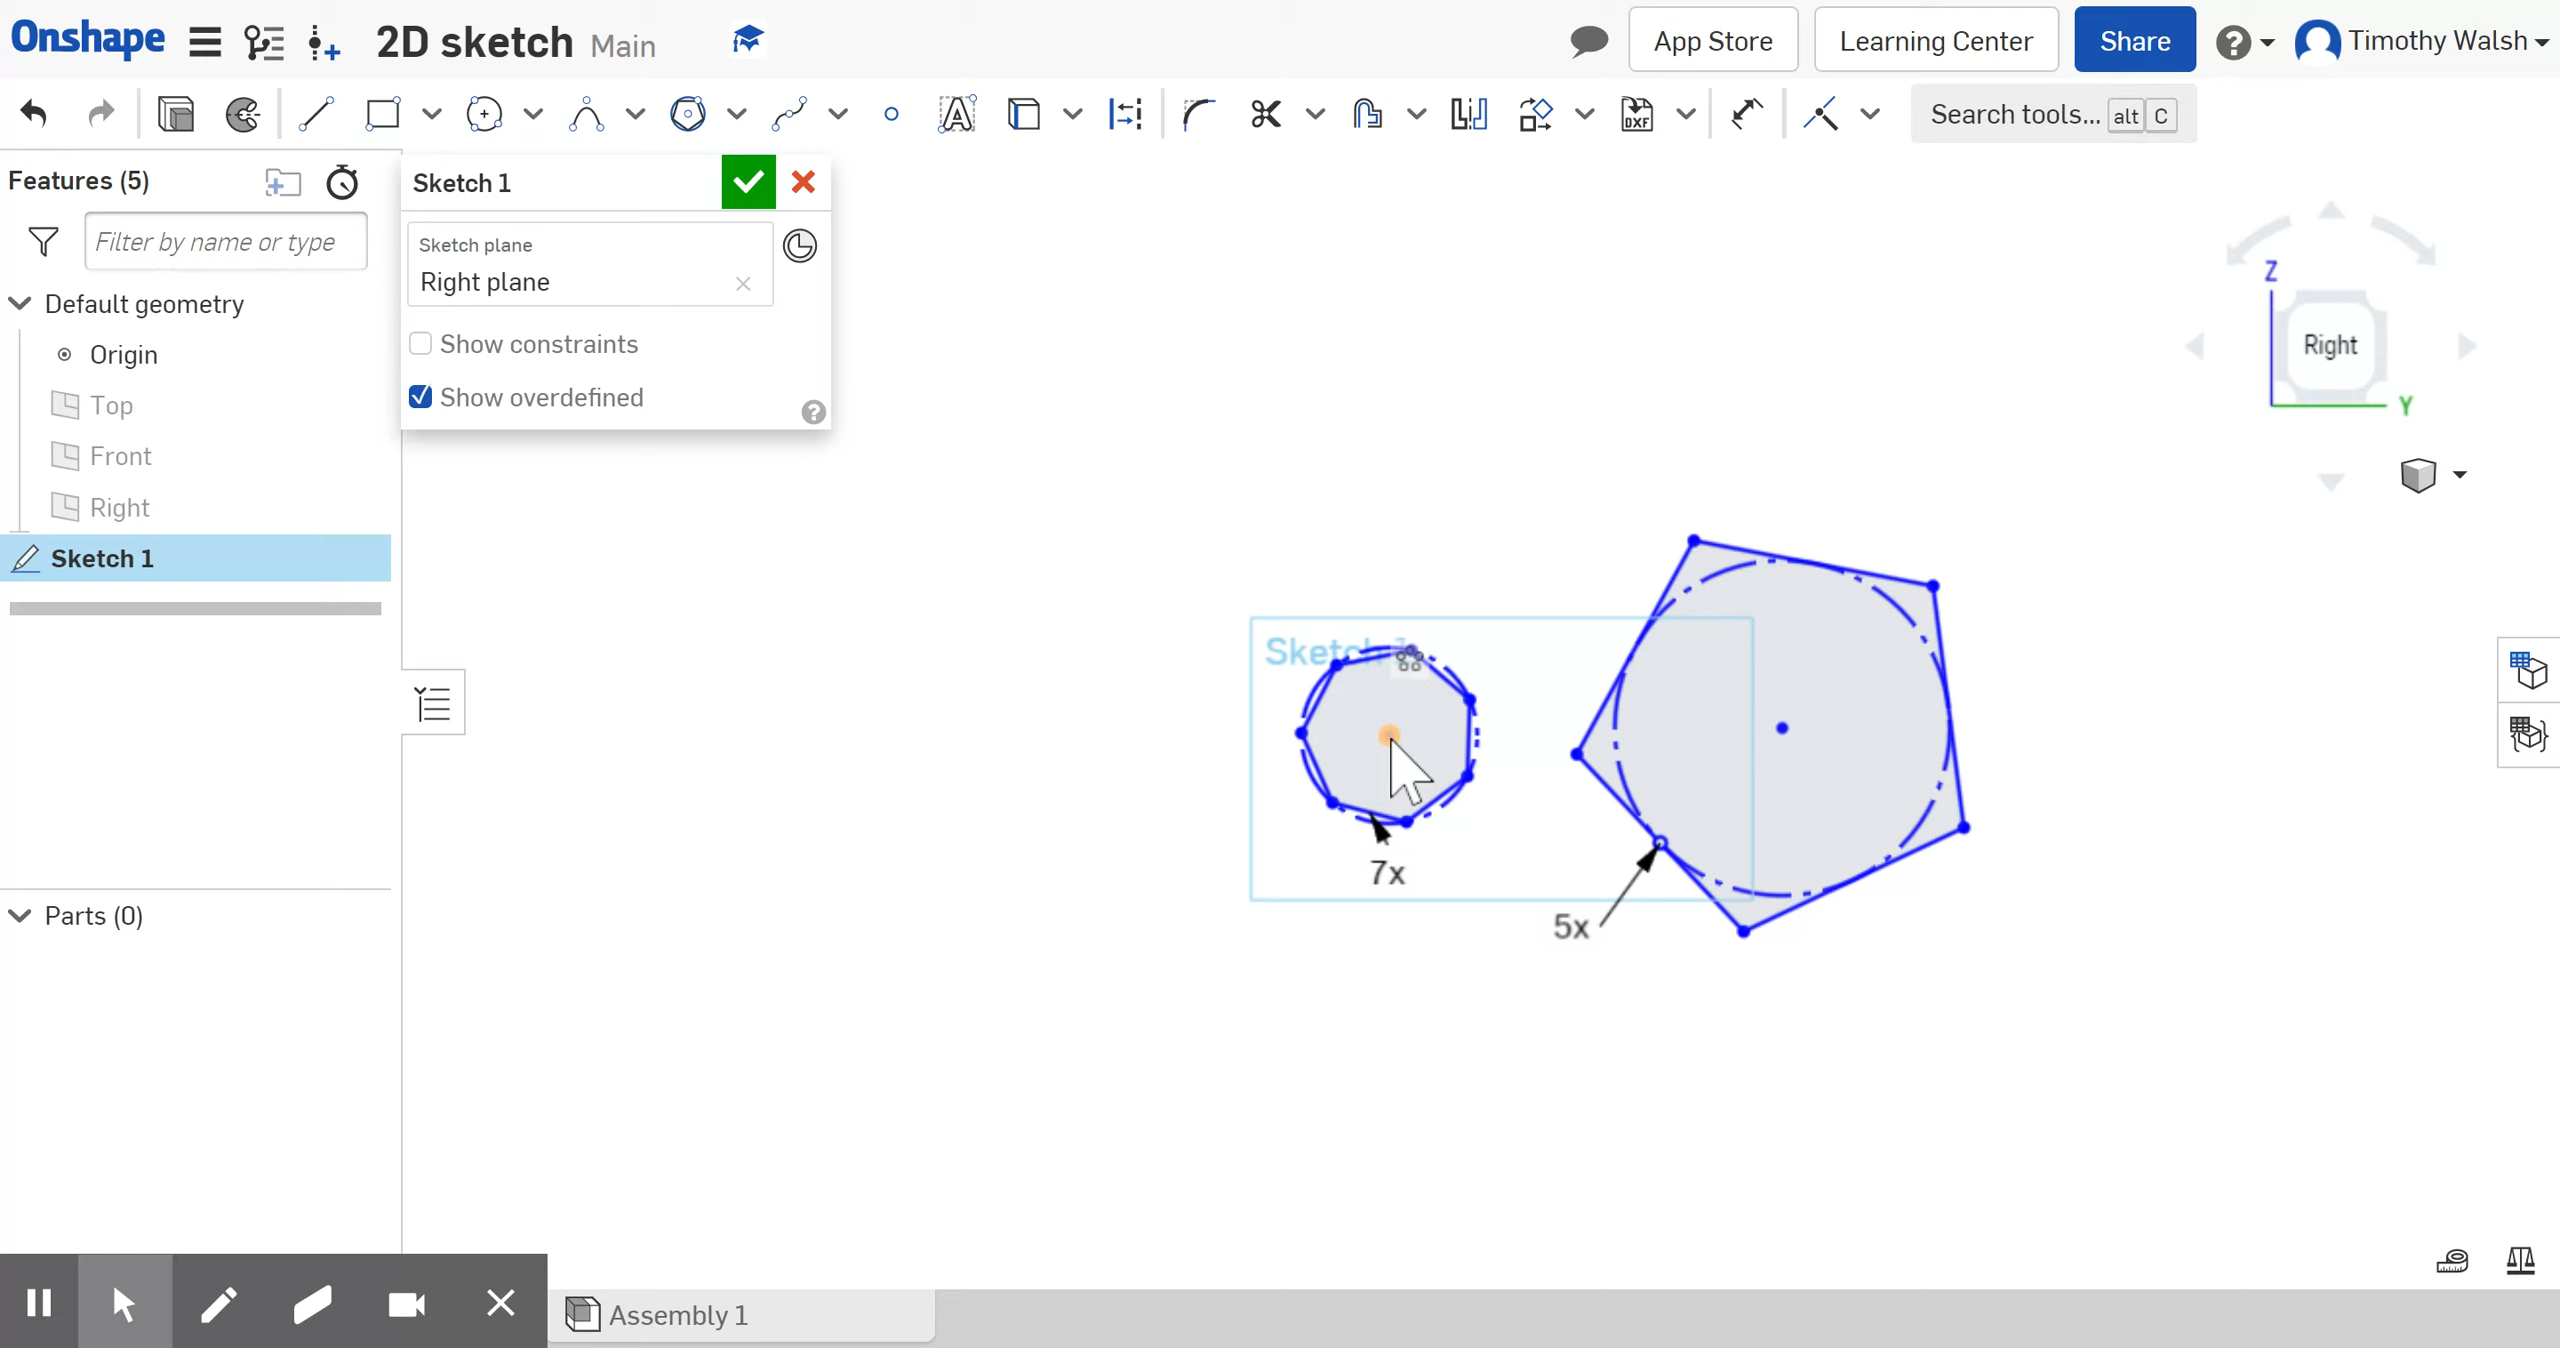 Onshape
2D sketch Main
App Store
Learning Center
Share
Timothy Walsh
DXF
Search tools... alt C
Features (5)
Filter by name or type
Default geometry
Origin
Top
Front
Right
Sketch 1
Parts (0)
Sketch 1
Sketch plane
Right plane
Show constraints
Show overdefined
Z
Right
Y
Sketch
7x
5x
Assembly 1